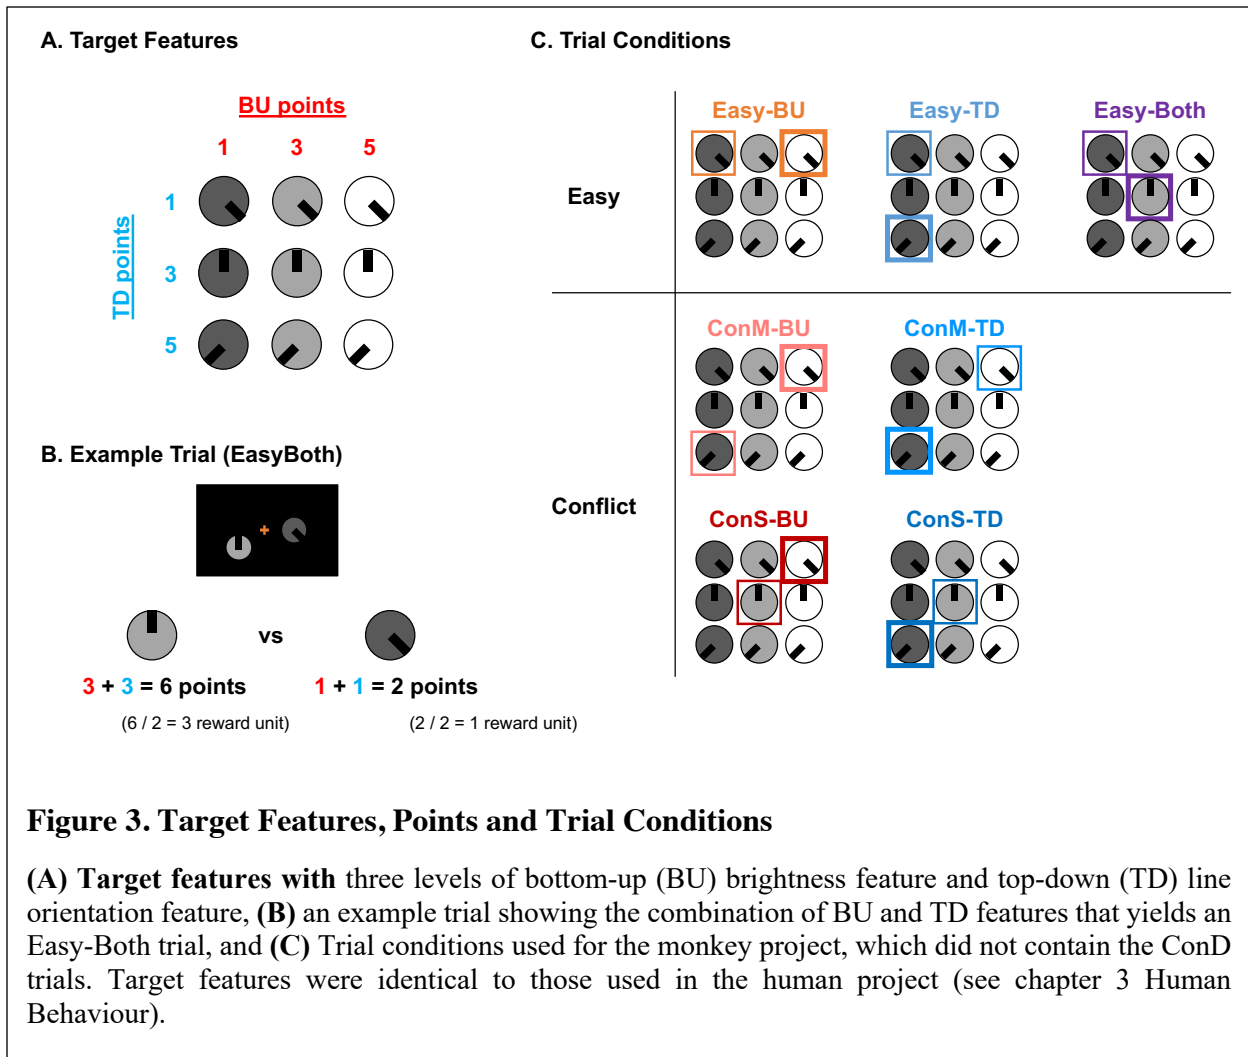 A. Target Features
BU points
1 3 5
TD points
1
3
5
B. Example Trial (EasyBoth)
vs
3 + 3 = 6 points
1 + 1 = 2 points
(6 / 2 = 3 reward unit)
(2 / 2 = 1 reward unit)
C. Trial Conditions
Easy-BU
Easy-TD
Easy-Both
Easy
ConM-BU
ConM-TD
Conflict
ConS-BU
ConS-TD
Figure 3. Target Features, Points and Trial Conditions
(A) Target features with three levels of bottom-up (BU) brightness feature and top-down (TD) line
orientation feature, (B) an example trial showing the combination of BU and TD features that yields an
Easy-Both trial, and (C) Trial conditions used for the monkey project, which did not contain the ConD
trials. Target features were identical to those used in the human project (see chapter 3 Human
Behaviour).